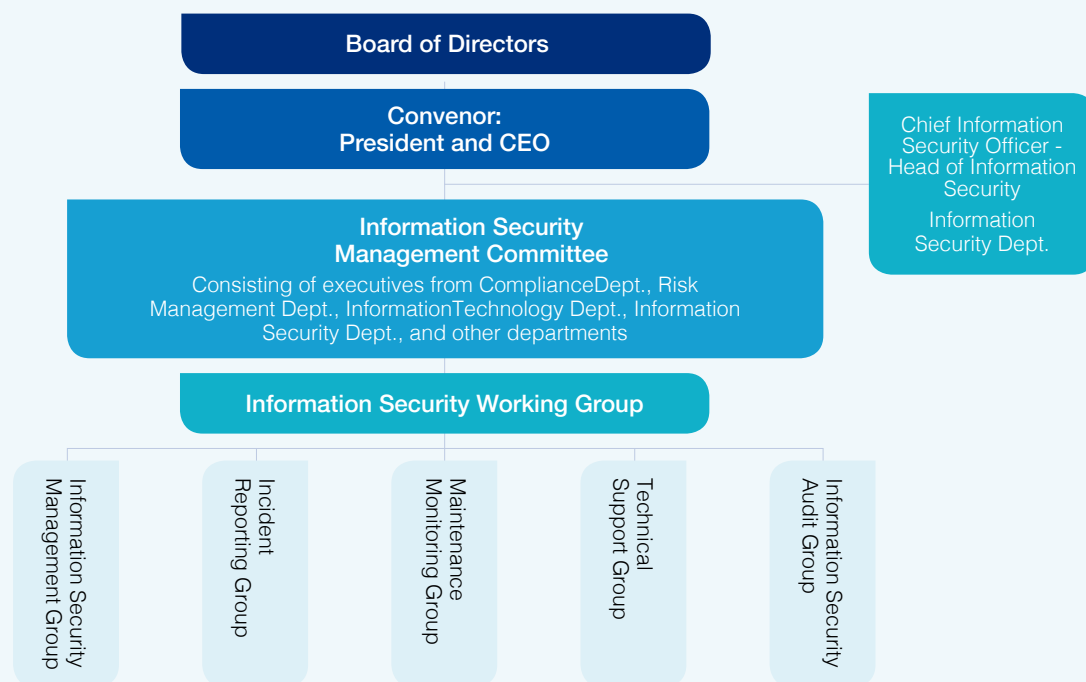 Board of Directors
Convenor:
President and CEO
Chief Information
Security Officer -
Head of Information
Security
Information
Security Dept.
Information Security
Management Committee
Consisting of executives from ComplianceDept., Risk
Management Dept., InformationTechnology Dept., Information
Security Dept., and other departments
Information Security Working Group
Information Security
Management Group
Incident
Reporting Group
Maintenance
Monitoring Group
Technical
Support Group
Information Security
Audit Group